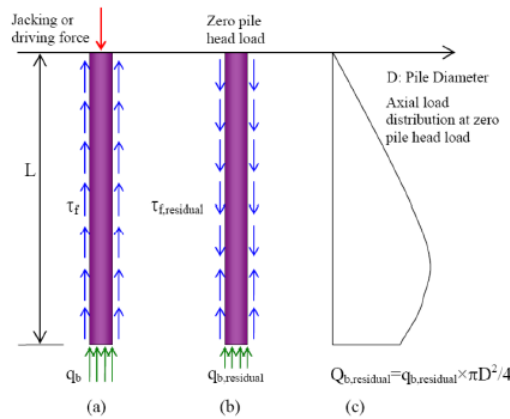 Jacking or
driving force
Zero pile
head load
D: Pile Diameter
Axial load
distribution at zero
pile head load
L
τf
τf,residual
qb
qb,residual
Qb,residual=qb,residual×πD²/4
(a)
(b)
(c)